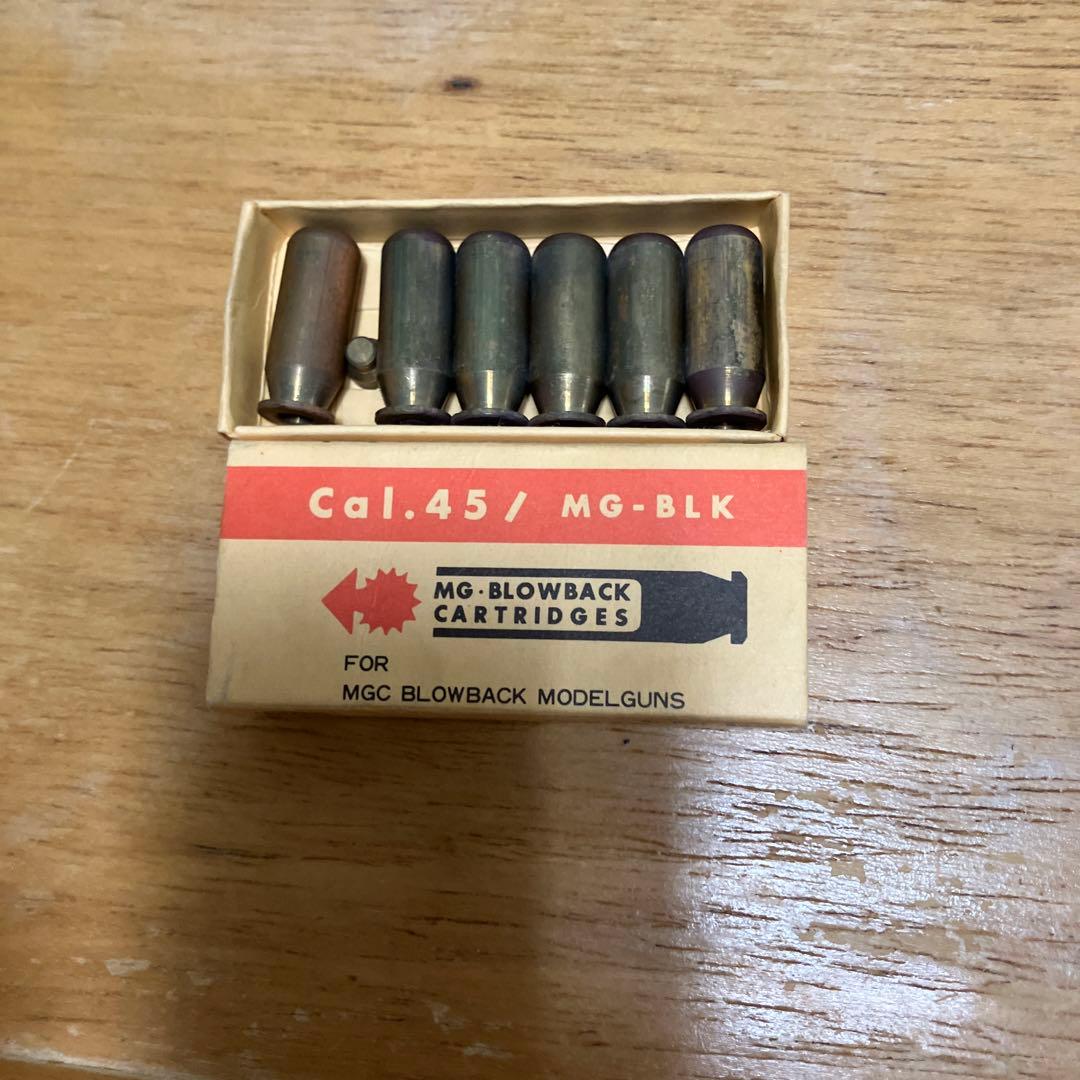 Cal.45/ MG-BLK
MG·BLOWBACK
CARTRIDGES
FOR
MGC BLOWBACK MODELGUNS